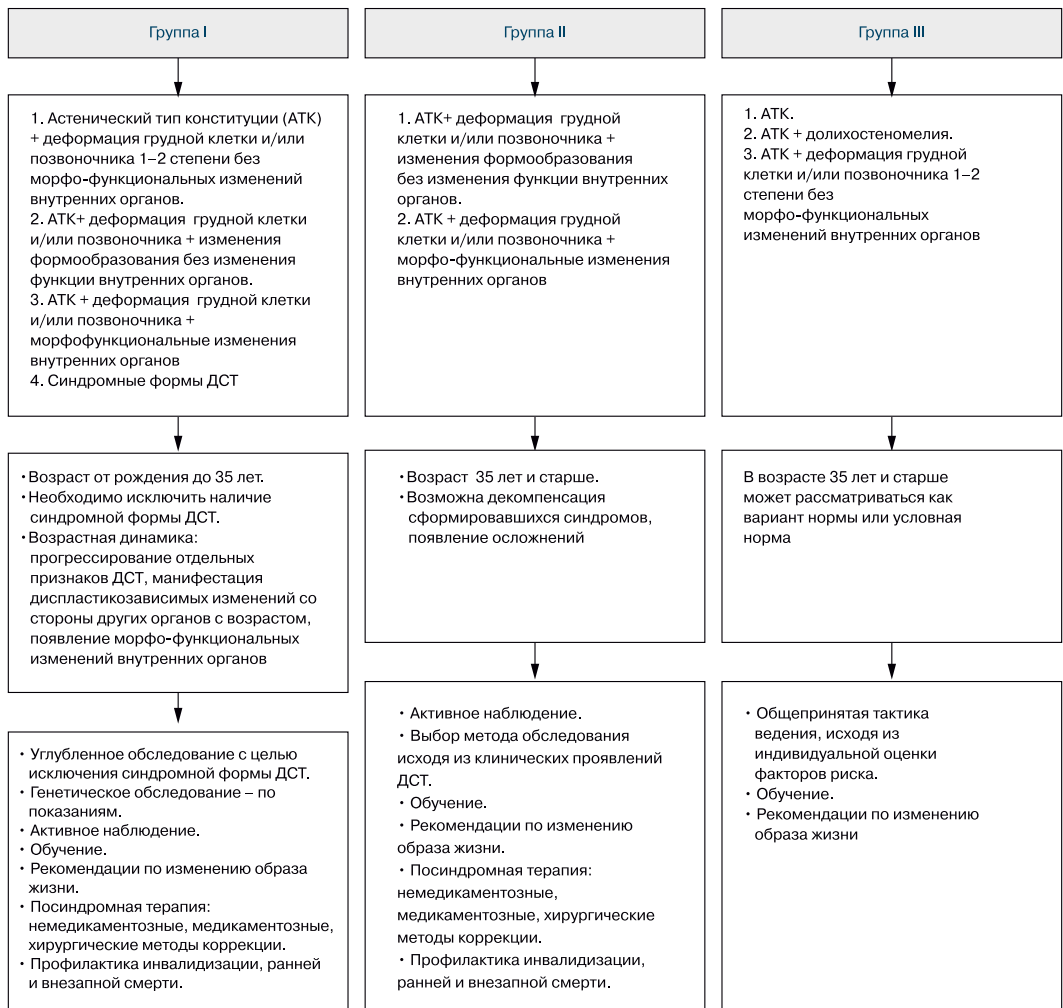 Группа I
1. Астенический тип конституции (АТК)
+ деформация грудной клетки и/или
позвоночника 1–2 степени без
морфо-функциональных изменений
внутренних органов.
2. АТК+ деформация грудной клетки
и/или позвоночника + изменения
формообразования без изменения
функции внутренних органов.
3. АТК + деформация грудной клетки
и/или позвоночника +
морфофункциональные изменения
внутренних органов
4. Синдромные формы ДСТ
• Возраст от рождения до 35 лет.
• Необходимо исключить наличие
синдромной формы ДСТ.
• Возрастная динамика:
прогрессирование отдельных
признаков ДСТ, манифестация
диспластикозависимых изменений со
стороны других органов с возрастом,
появление морфо-функциональных
изменений внутренних органов
• Углубленное обследование с целью
исключения синдромной формы ДСТ.
• Генетическое обследование – по
показаниям.
• Активное наблюдение.
• Обучение.
• Рекомендации по изменению образа
жизни.
• Посиндромная терапия:
немедикаментозные, медикаментозные,
хирургические методы коррекции.
• Профилактика инвалидизации, ранней
и внезапной смерти.
Группа II
1. АТК+ деформация грудной
клетки и/или позвоночника +
изменения формообразования
без изменения функции внутренних
органов.
2. АТК + деформация грудной
клетки и/или позвоночника +
морфо-функциональные изменения
внутренних органов
• Возраст 35 лет и старше.
• Возможна декомпенсация
сформировавшихся синдромов,
появление осложнений
• Активное наблюдение.
• Выбор метода обследования
исходя из клинических проявлений
ДСТ.
• Обучение.
• Рекомендации по изменению
образа жизни.
• Посиндромная терапия:
немедикаментозные,
медикаментозные, хирургические
методы коррекции.
• Профилактика инвалидизации,
ранней и внезапной смерти.
Группа III
1. АТК.
2. АТК + долихостеномелия.
3. АТК + деформация грудной
клетки и/или позвоночника 1–2
степени без
морфо-функциональных
изменений внутренних органов
В возрасте 35 лет и старше
может рассматриваться как
вариант нормы или условная
норма
• Общепринятая тактика
ведения, исходя из
индивидуальной оценки
факторов риска.
• Обучение.
• Рекомендации по изменению
образа жизни